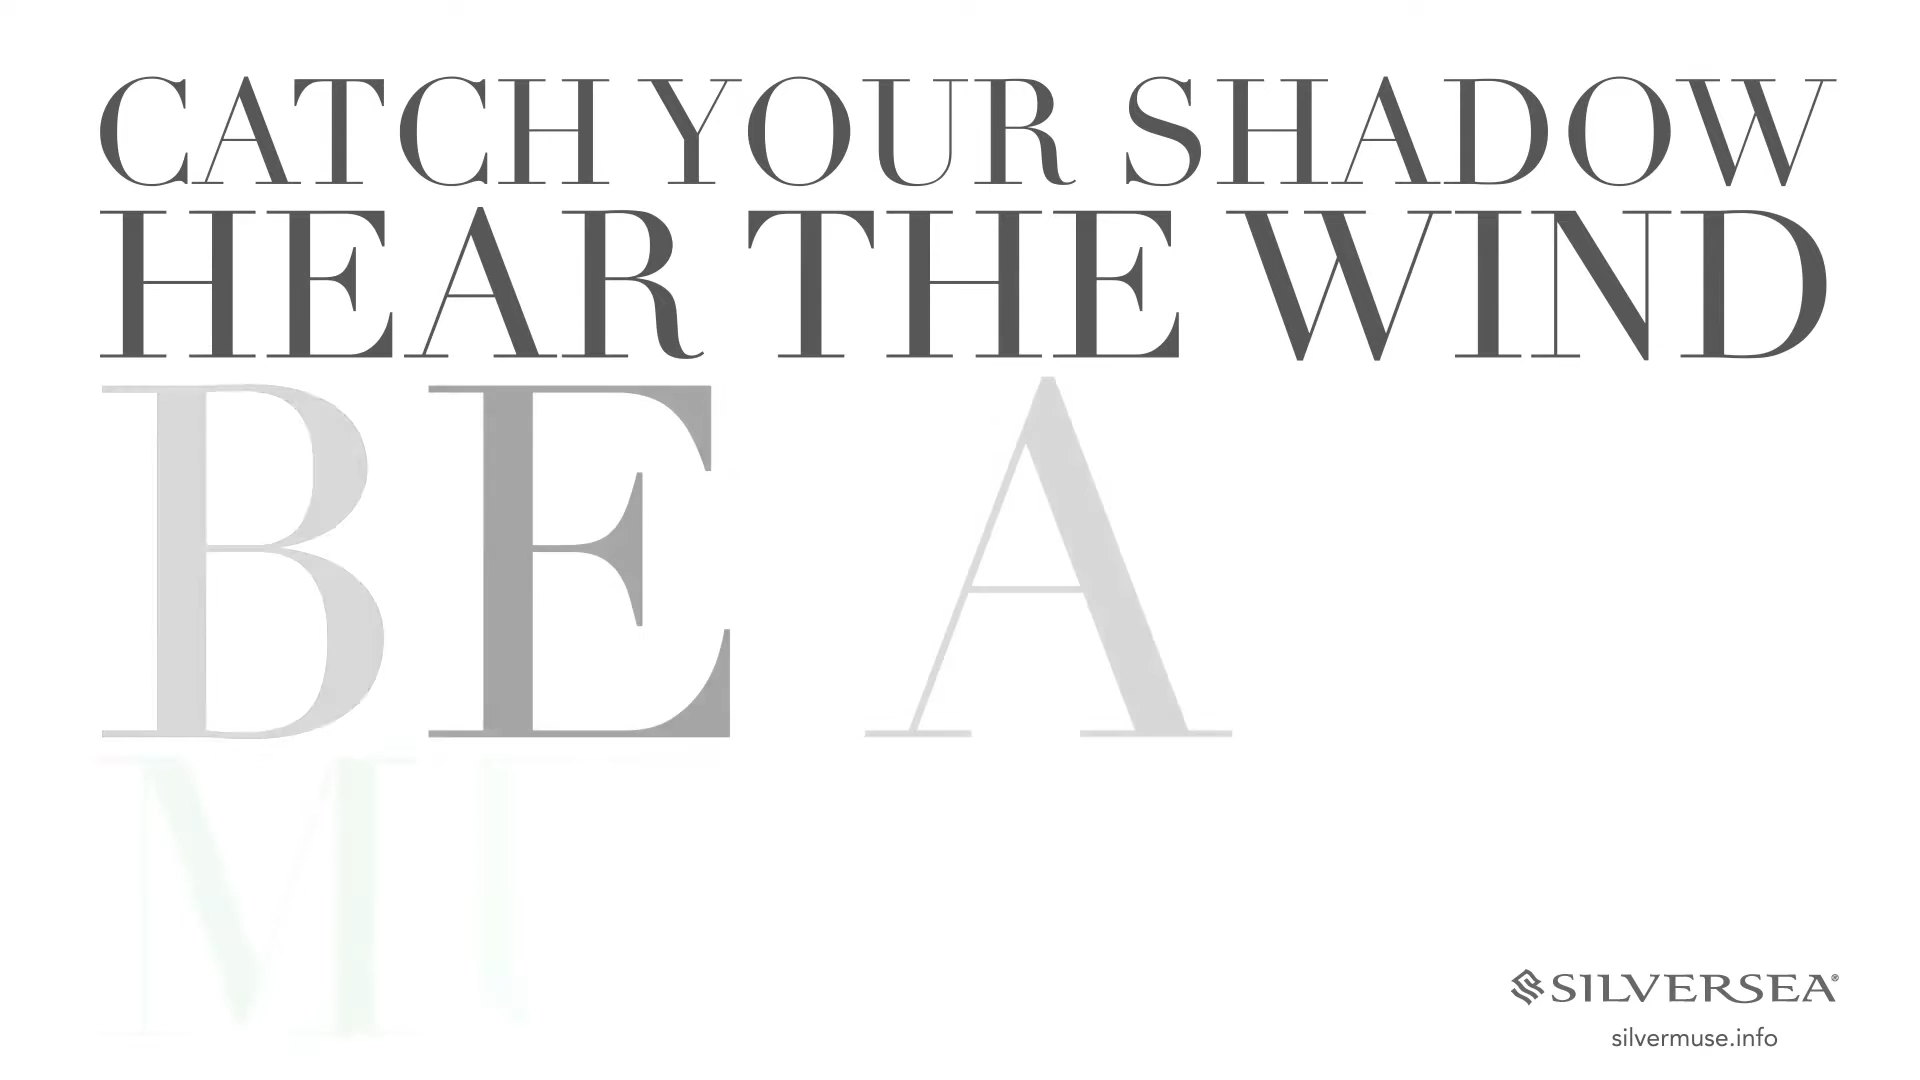 CATCH YOUR SHADOW
HEAR THE WIND
BE A
SILVERSEA®
silvermuse.info